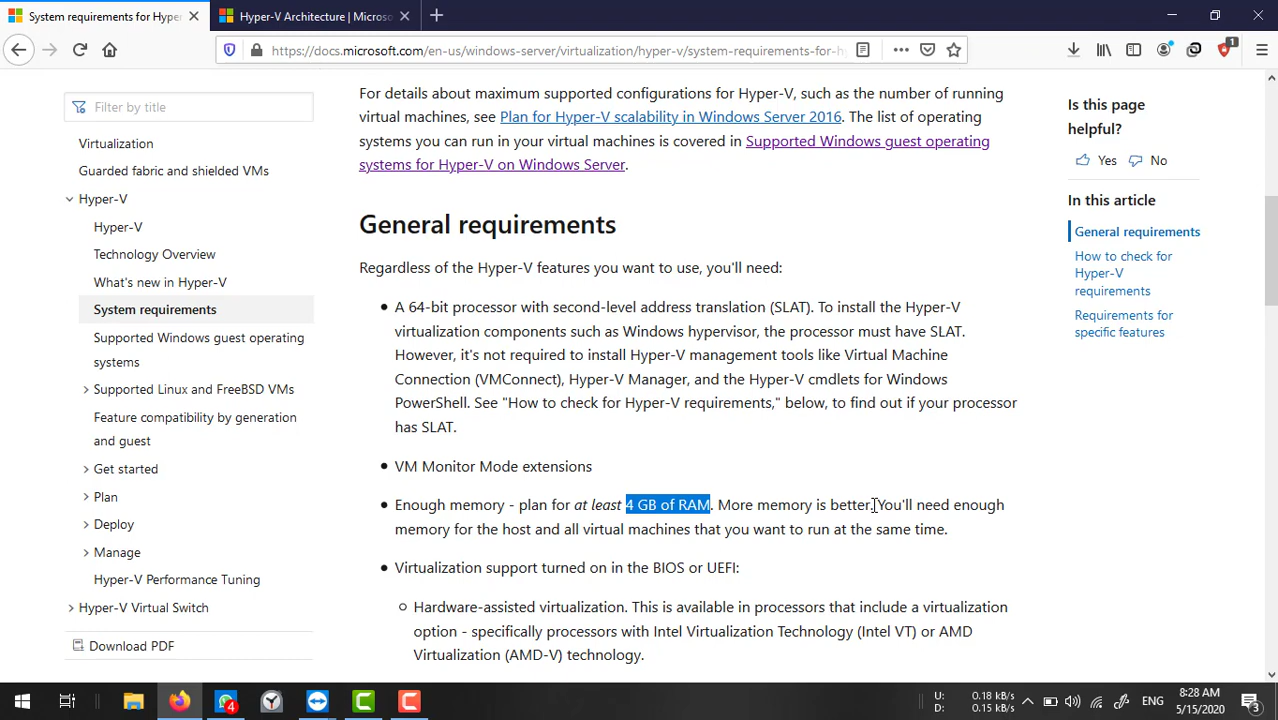 System requirements for Hyper
Hyper-V Architecture | Microso
https://docs.microsoft.com/en-us/windows-server/virtualization/hyper-v/system-requirements-for-h
1
Filter by title
Virtualization
Guarded fabric and shielded VMs
Hyper-V
Hyper-V
Technology Overview
What's new in Hyper-V
System requirements
Supported Windows guest operating
systems
Supported Linux and FreeBSD VMs
Feature compatibility by generation
and guest
Get started
Plan
Deploy
Manage
Hyper-V Performance Tuning
Hyper-V Virtual Switch
Download PDF
For details about maximum supported configurations for Hyper-V, such as the number of running
virtual machines, see Plan for Hyper-V scalability in Windows Server 2016. The list of operating
systems you can run in your virtual machines is covered in Supported Windows guest operating
systems for Hyper-V on Windows Server.
General requirements
Regardless of the Hyper-V features you want to use, you'll need:
A 64-bit processor with second-level address translation (SLAT). To install the Hyper-V
virtualization components such as Windows hypervisor, the processor must have SLAT.
However, it's not required to install Hyper-V management tools like Virtual Machine
Connection (VMConnect), Hyper-V Manager, and the Hyper-V cmdlets for Windows
PowerShell. See "How to check for Hyper-V requirements," below, to find out if your processor
has SLAT.
VM Monitor Mode extensions
Enough memory - plan for at least 4 GB of RAM. More memory is better. You'll need enough
memory for the host and all virtual machines that you want to run at the same time.
Virtualization support turned on in the BIOS or UEFI:
Hardware-assisted virtualization. This is available in processors that include a virtualization
option - specifically processors with Intel Virtualization Technology (Intel VT) or AMD
Virtualization (AMD-V) technology.
Is this page
helpful?
Yes No
In this article
General requirements
How to check for
Hyper-V
requirements
Requirements for
specific features
4
U: 0.18 kB/s
D: 0.15 kB/s
ENG
8:28 AM
5/15/2020
3